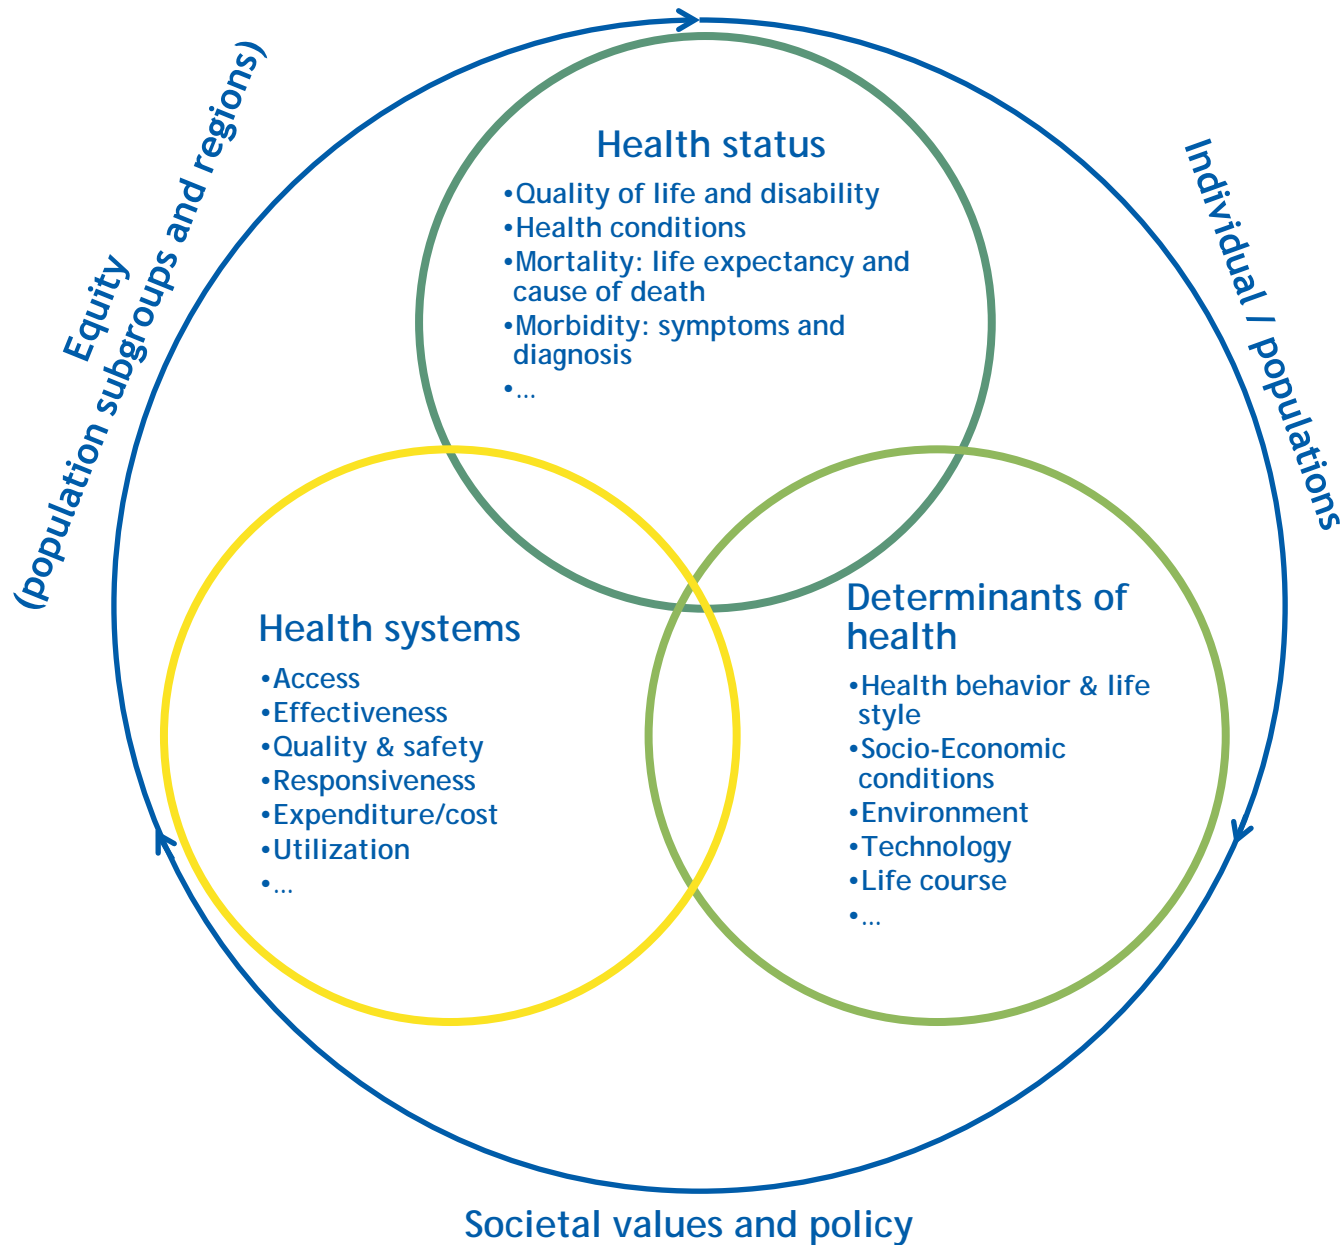 Equity
(population subgroups and regions)
Individual / populations
Health status
•Quality of life and disability
•Health conditions
•Mortality: life expectancy and
cause of death
•Morbidity: symptoms and
diagnosis
•...
Health systems
•Access
•Effectiveness
•Quality & safety
•Responsiveness
•Expenditure/cost
•Utilization
•...
Determinants of
health
•Health behavior & life
style
•Socio-Economic
conditions
•Environment
•Technology
•Life course
•...
Societal values and policy